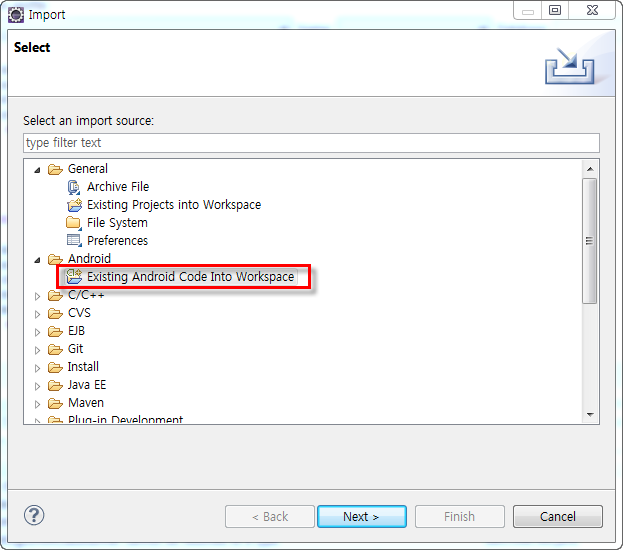 Import
Select
Select an import source:
type filter text
General
Archive File
Existing Projects into Workspace
File System
Preferences
Android
Existing Android Code Into Workspace
C/C++
CVS
EJB
Git
Install
Java EE
Maven
Plug-in Development
< Back
Next >
Finish
Cancel